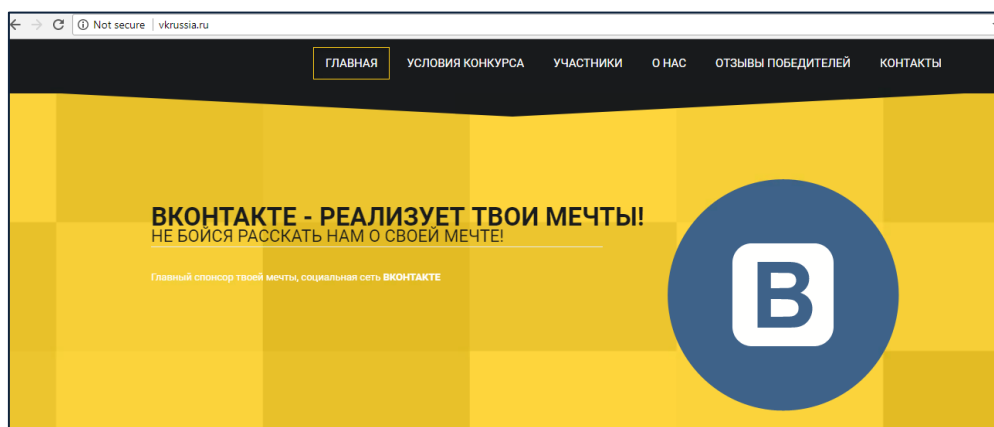 Not secure | vkrussia.ru
ГЛАВНАЯ УСЛОВИЯ КОНКУРСА УЧАСТНИКИ О НАС ОТЗЫВЫ ПОБЕДИТЕЛЕЙ КОНТАКТЫ
ВКОНТАКТЕ - РЕАЛИЗУЕТ ТВОИ МЕЧТЫ!
НЕ БОЙСЯ РАССКАТЬ НАМ О СВОЕЙ МЕЧТЕ!
Главный спонсор твоей мечты, социальная сеть ВКОНТАКТЕ
B